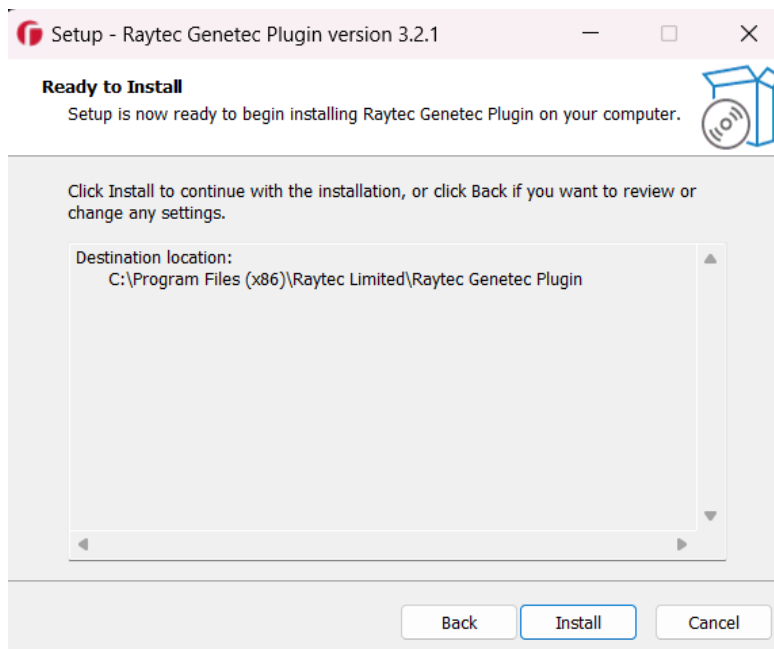 Setup - Raytec Genetec Plugin version 3.2.1
Ready to Install
Setup is now ready to begin installing Raytec Genetec Plugin on your computer.
Click Install to continue with the installation, or click Back if you want to review or
change any settings.
Destination location:
C:\Program Files (x86)\Raytec Limited\Raytec Genetec Plugin
Back
Install
Cancel